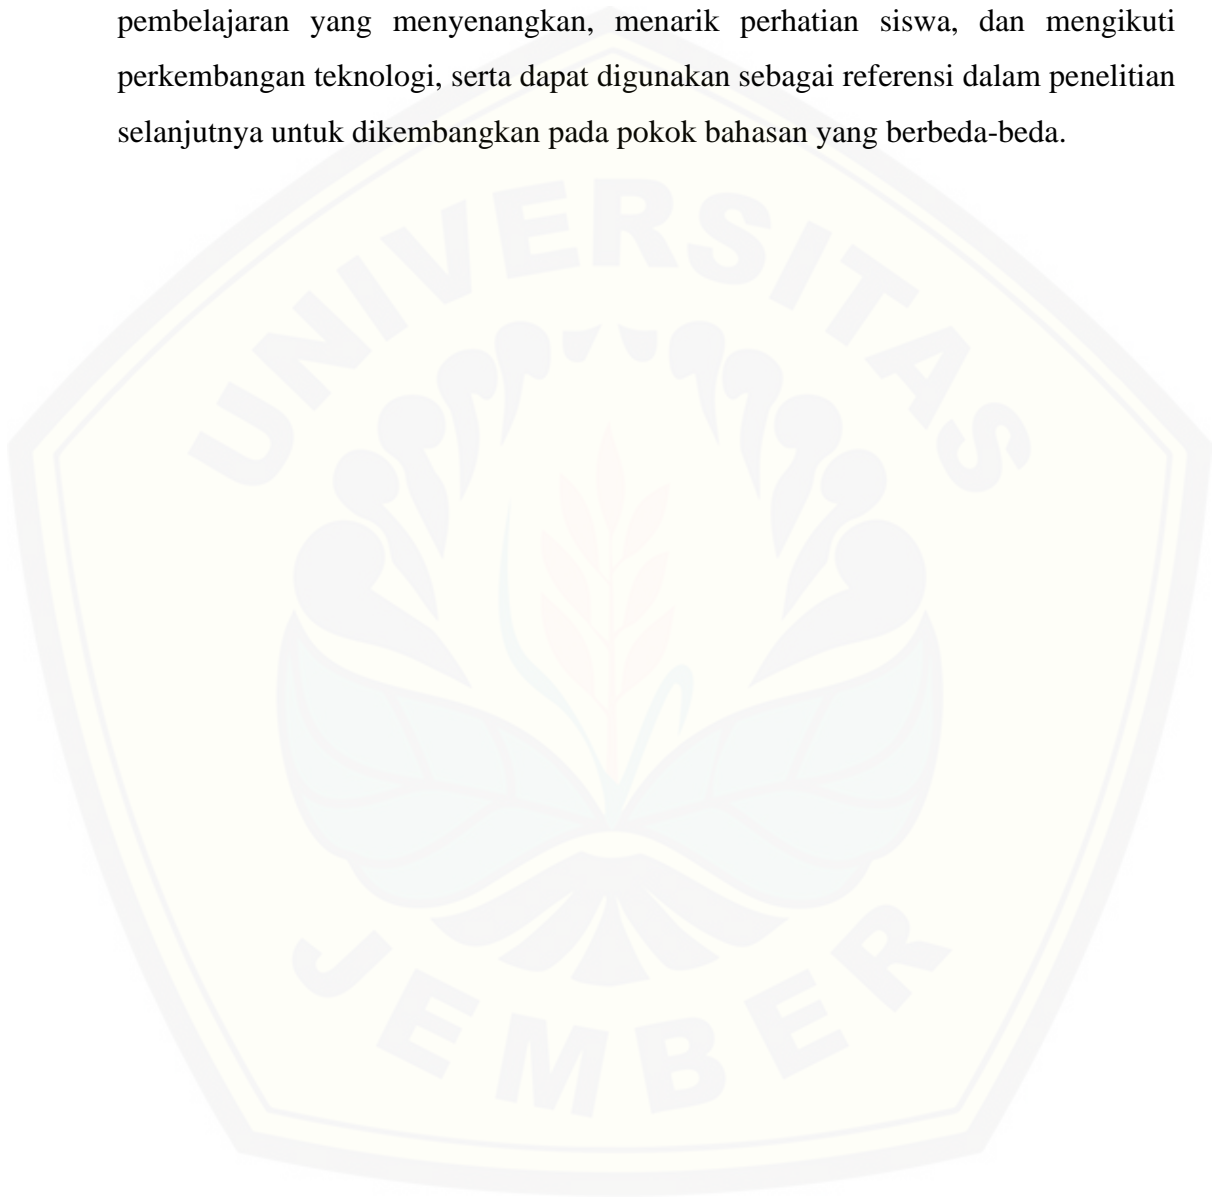 pembelajaran yang menyenangkan, menarik perhatian siswa, dan mengikuti
perkembangan teknologi, serta dapat digunakan sebagai referensi dalam penelitian
selanjutnya untuk dikembangkan pada pokok bahasan yang berbeda-beda.
UNIVERSITAS
JEMBER